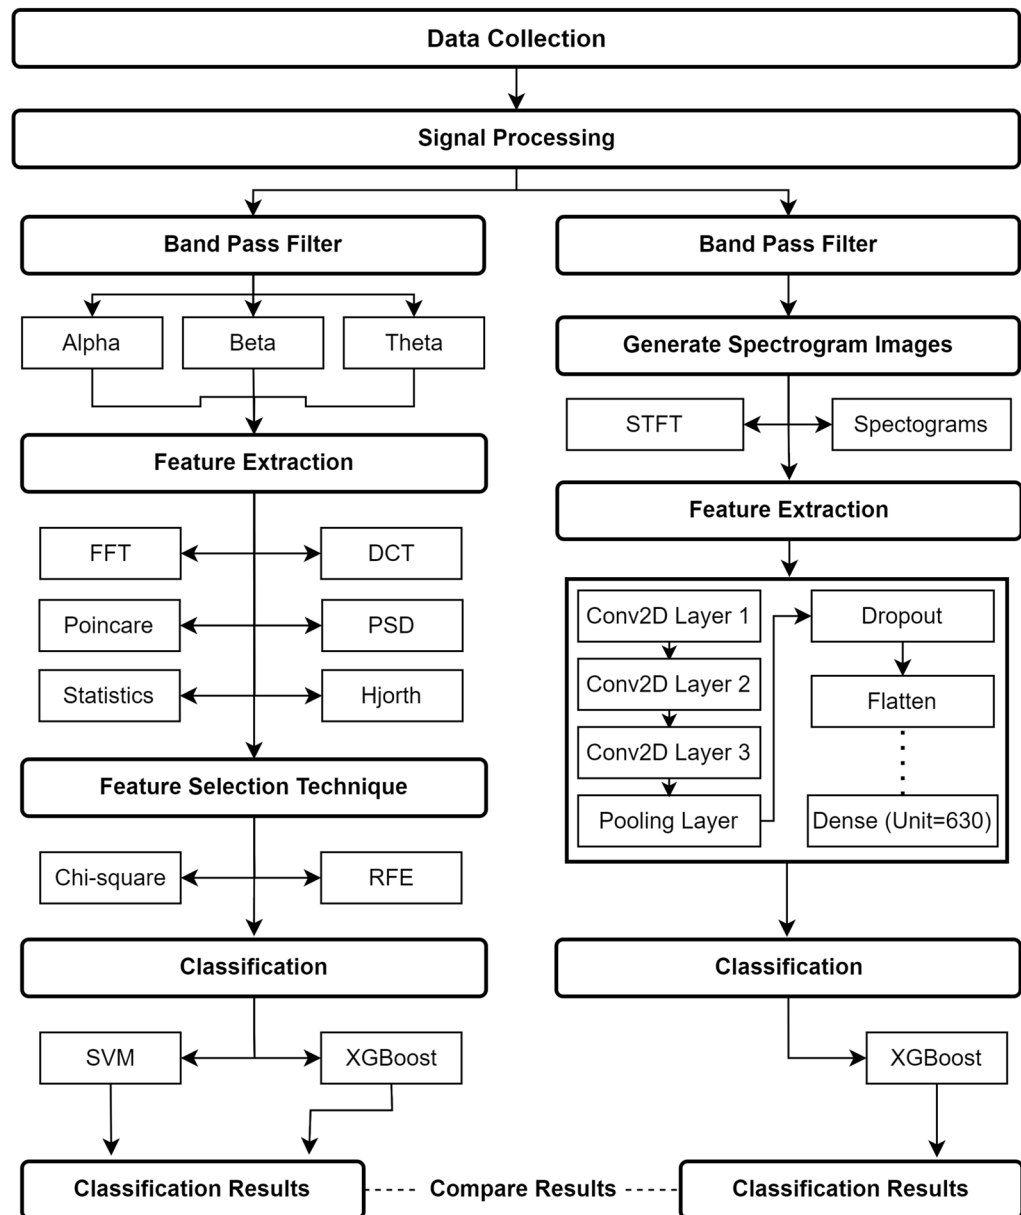 Data Collection
Signal Processing
Band Pass Filter
Alpha
Beta
Theta
Feature Extraction
FFT
DCT
Poincare
PSD
Statistics
Hjorth
Feature Selection Technique
Chi-square
RFE
Classification
SVM
XGBoost
Classification Results
Compare Results
Band Pass Filter
Generate Spectrogram Images
STFT
Spectograms
Feature Extraction
Conv2D Layer 1
Conv2D Layer 2
Conv2D Layer 3
Pooling Layer
Dropout
Flatten
Dense (Unit=630)
Classification
XGBoost
Classification Results